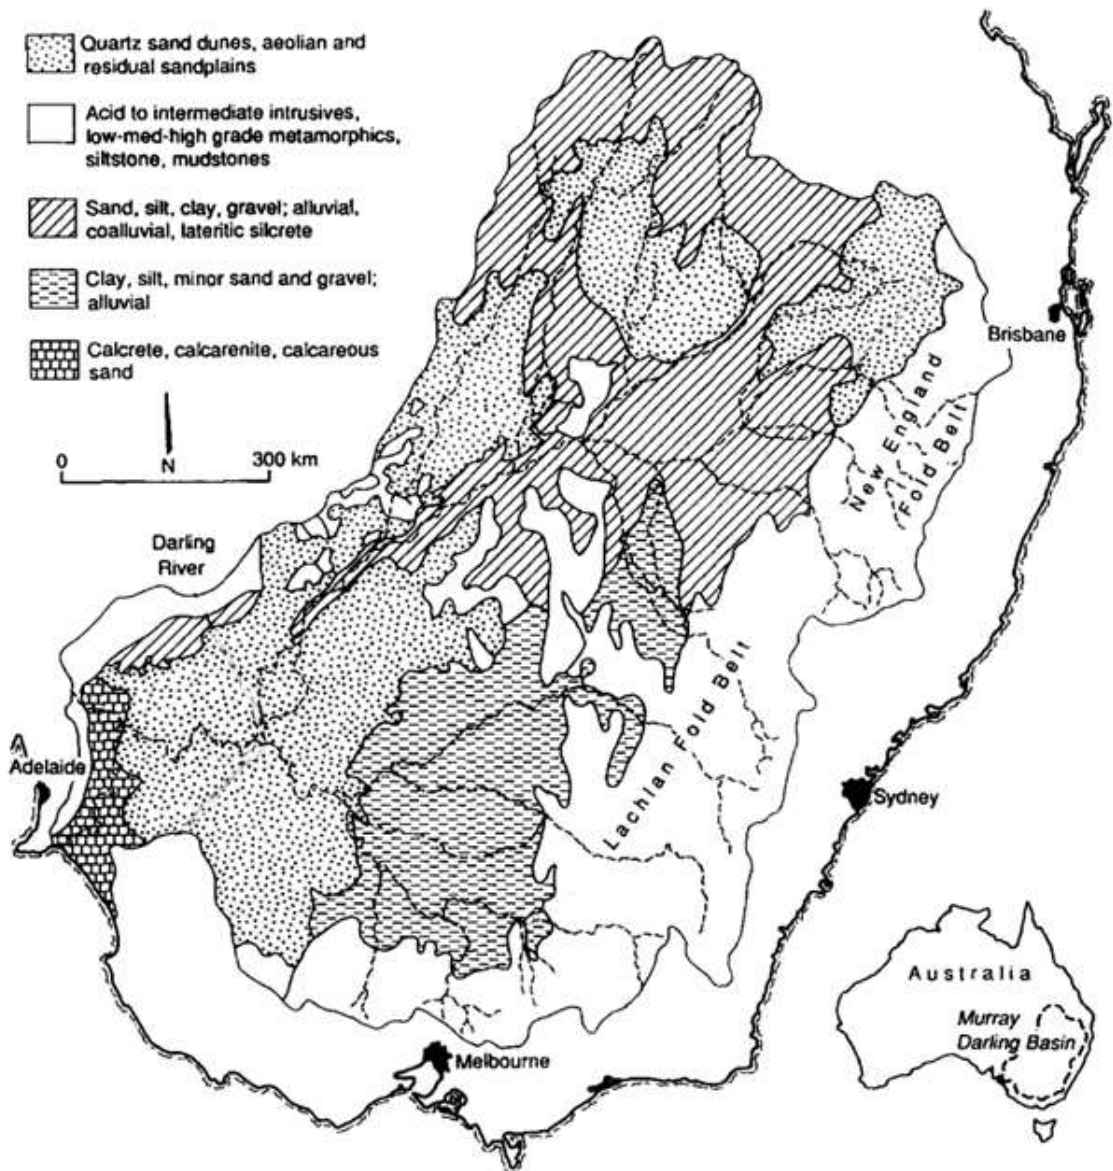 Quartz sand dunes, aeolian and
residual sandplains
Acid to intermediate intrusives,
low-med-high grade metamorphics,
siltstone, mudstones
Sand, silt, clay, gravel; alluvial,
coalluvial, lateritic silcrete
Clay, silt, minor sand and gravel;
alluvial
Calcrete, calcarenite, calcareous
sand
0 N 300 km
Brisbane
New England
Fold Belt
Darling
River
Lachlan Fold Belt
Adelaide
Sydney
Australia
Murray
Darling Basin
Melbourne